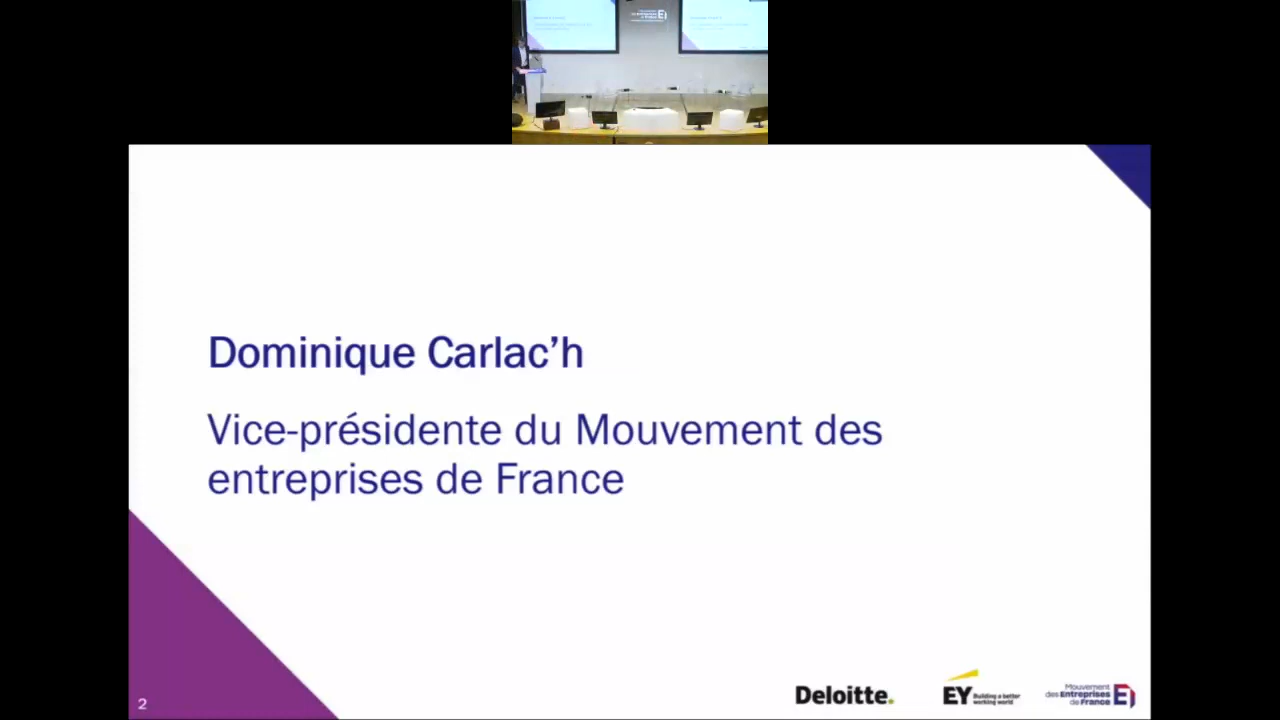 Dominique Carlac'h
Vice-présidente du Mouvement des
entreprises de France
2
Deloitte.
EY
Building a better
working world
Mouvement
des Entreprises
de France